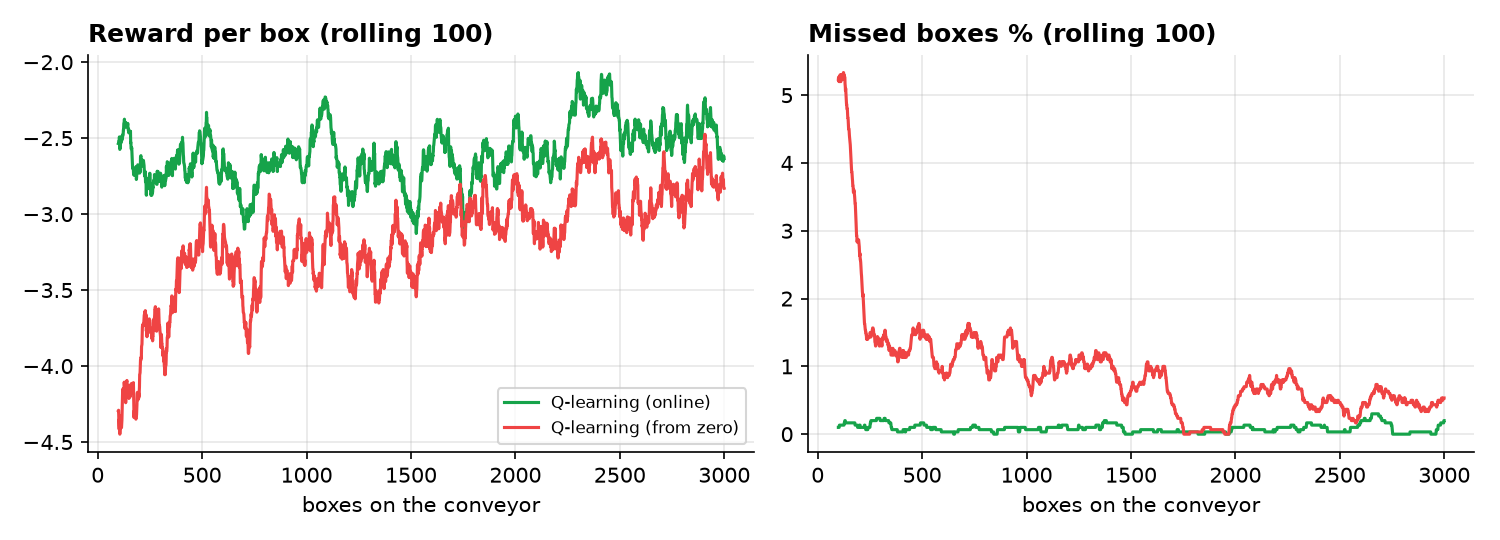 Reward per box (rolling 100)
−2.0
−2.5
−3.0
−3.5
−4.0
−4.5
0 500 1000 1500 2000 2500 3000
boxes on the conveyor
Q-learning (online)
Q-learning (from zero)
Missed boxes % (rolling 100)
5
4
3
2
1
0
0 500 1000 1500 2000 2500 3000
boxes on the conveyor